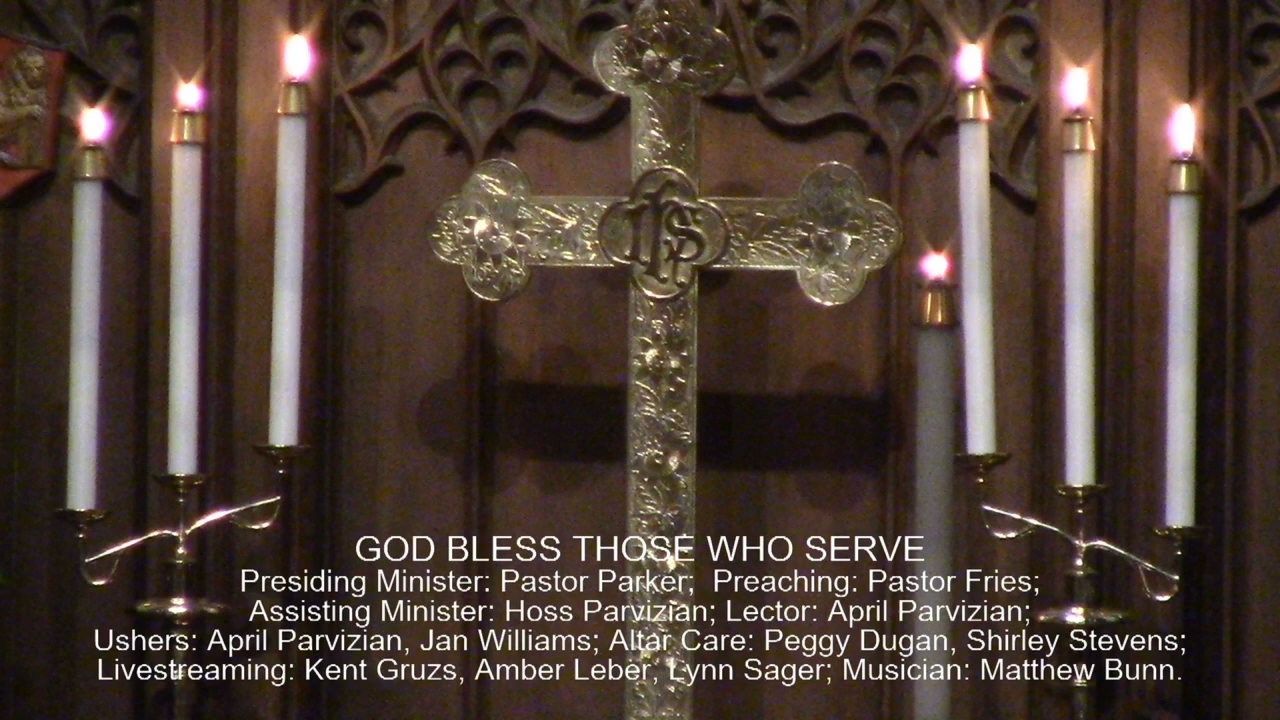 IHS
GOD BLESS THOSE WHO SERVE
Presiding Minister: Pastor Parker;  Preaching: Pastor Fries;
Assisting Minister: Hoss Parvizian; Lector: April Parvizian;
Ushers: April Parvizian, Jan Williams; Altar Care: Peggy Dugan, Shirley Stevens;
Livestreaming: Kent Gruzs, Amber Leber, Lynn Sager; Musician: Matthew Bunn.